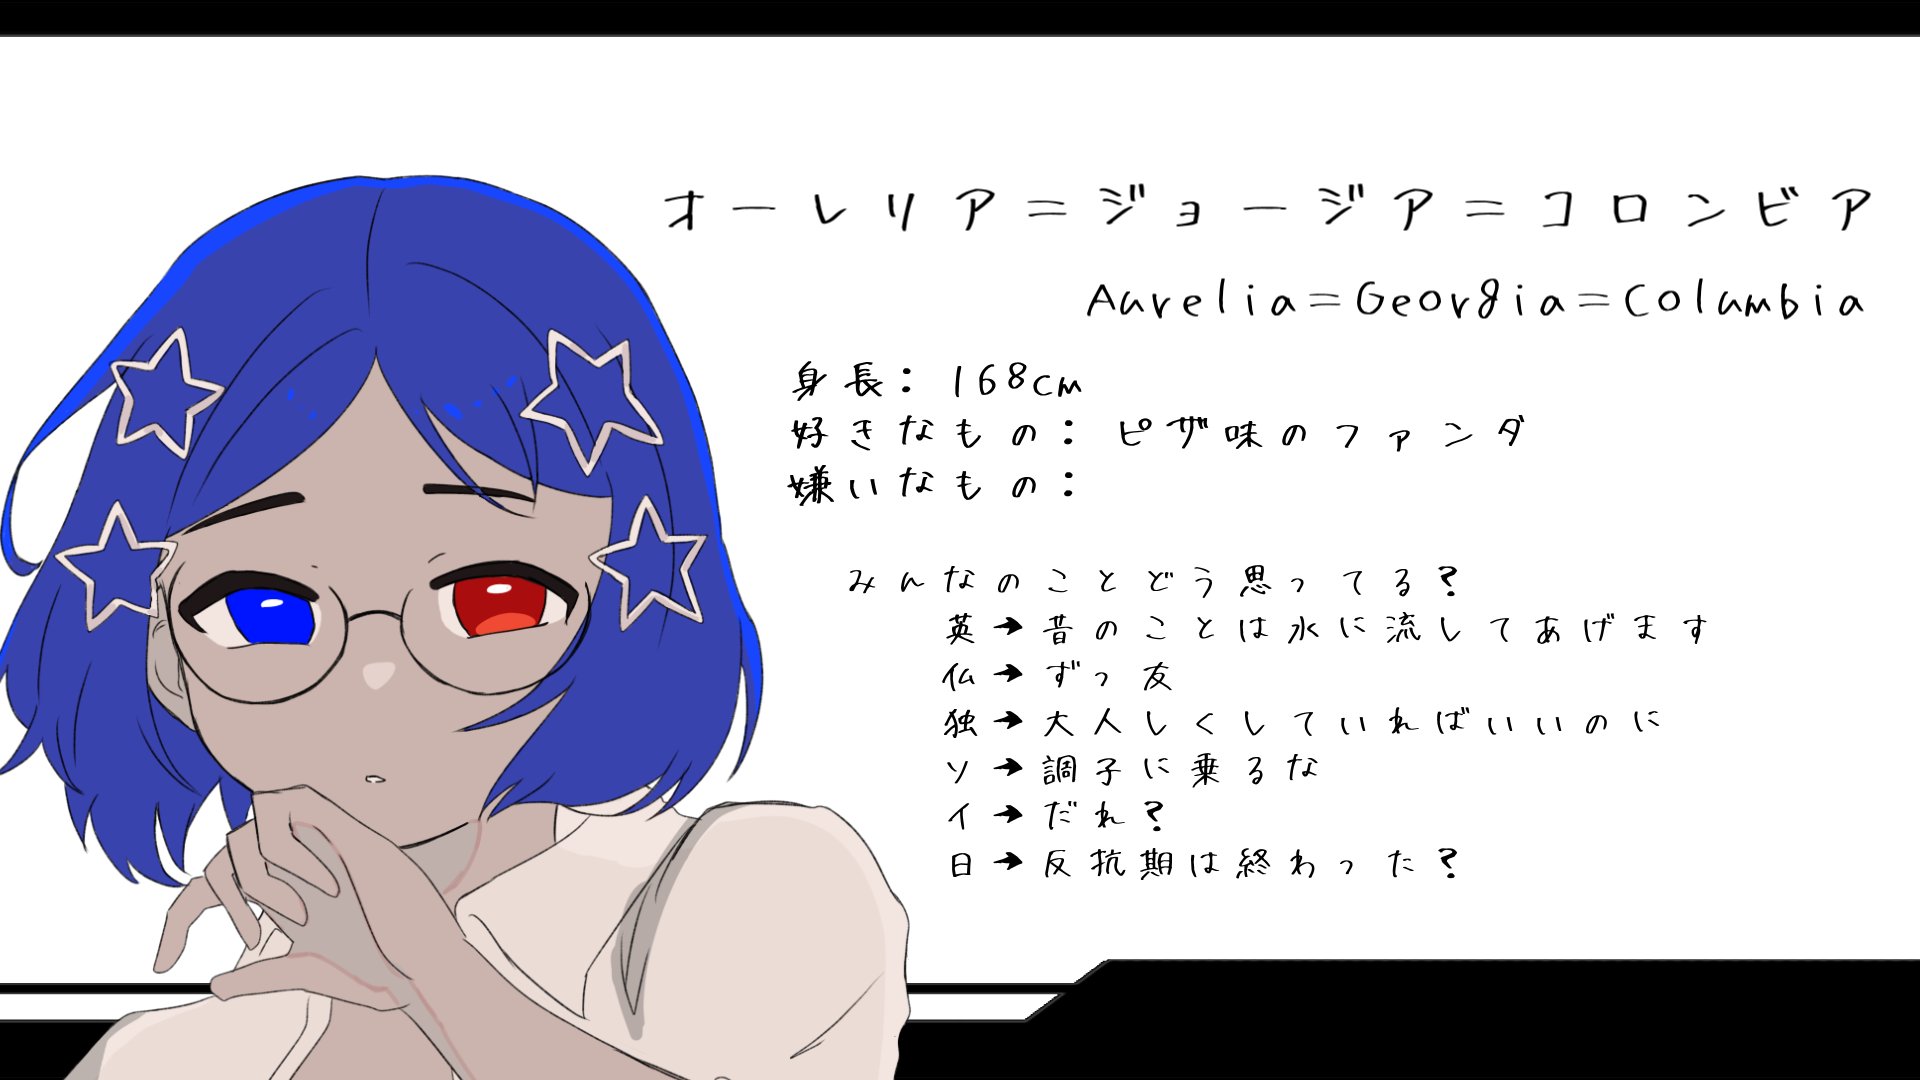 オーレリア=ジョージア=コロンビア
Aurelia=Georgia=Columbia
身長：168cm
好きなもの：ピザ味のファンダ
嫌いなもの：
みんなのことどう思ってる?
英→昔のことは水に流してあげます
仏→ずっ友
独→大人しくしていればいいのに
ソ→調子に乗るな
イ→だれ?
日→反抗期は終わった?